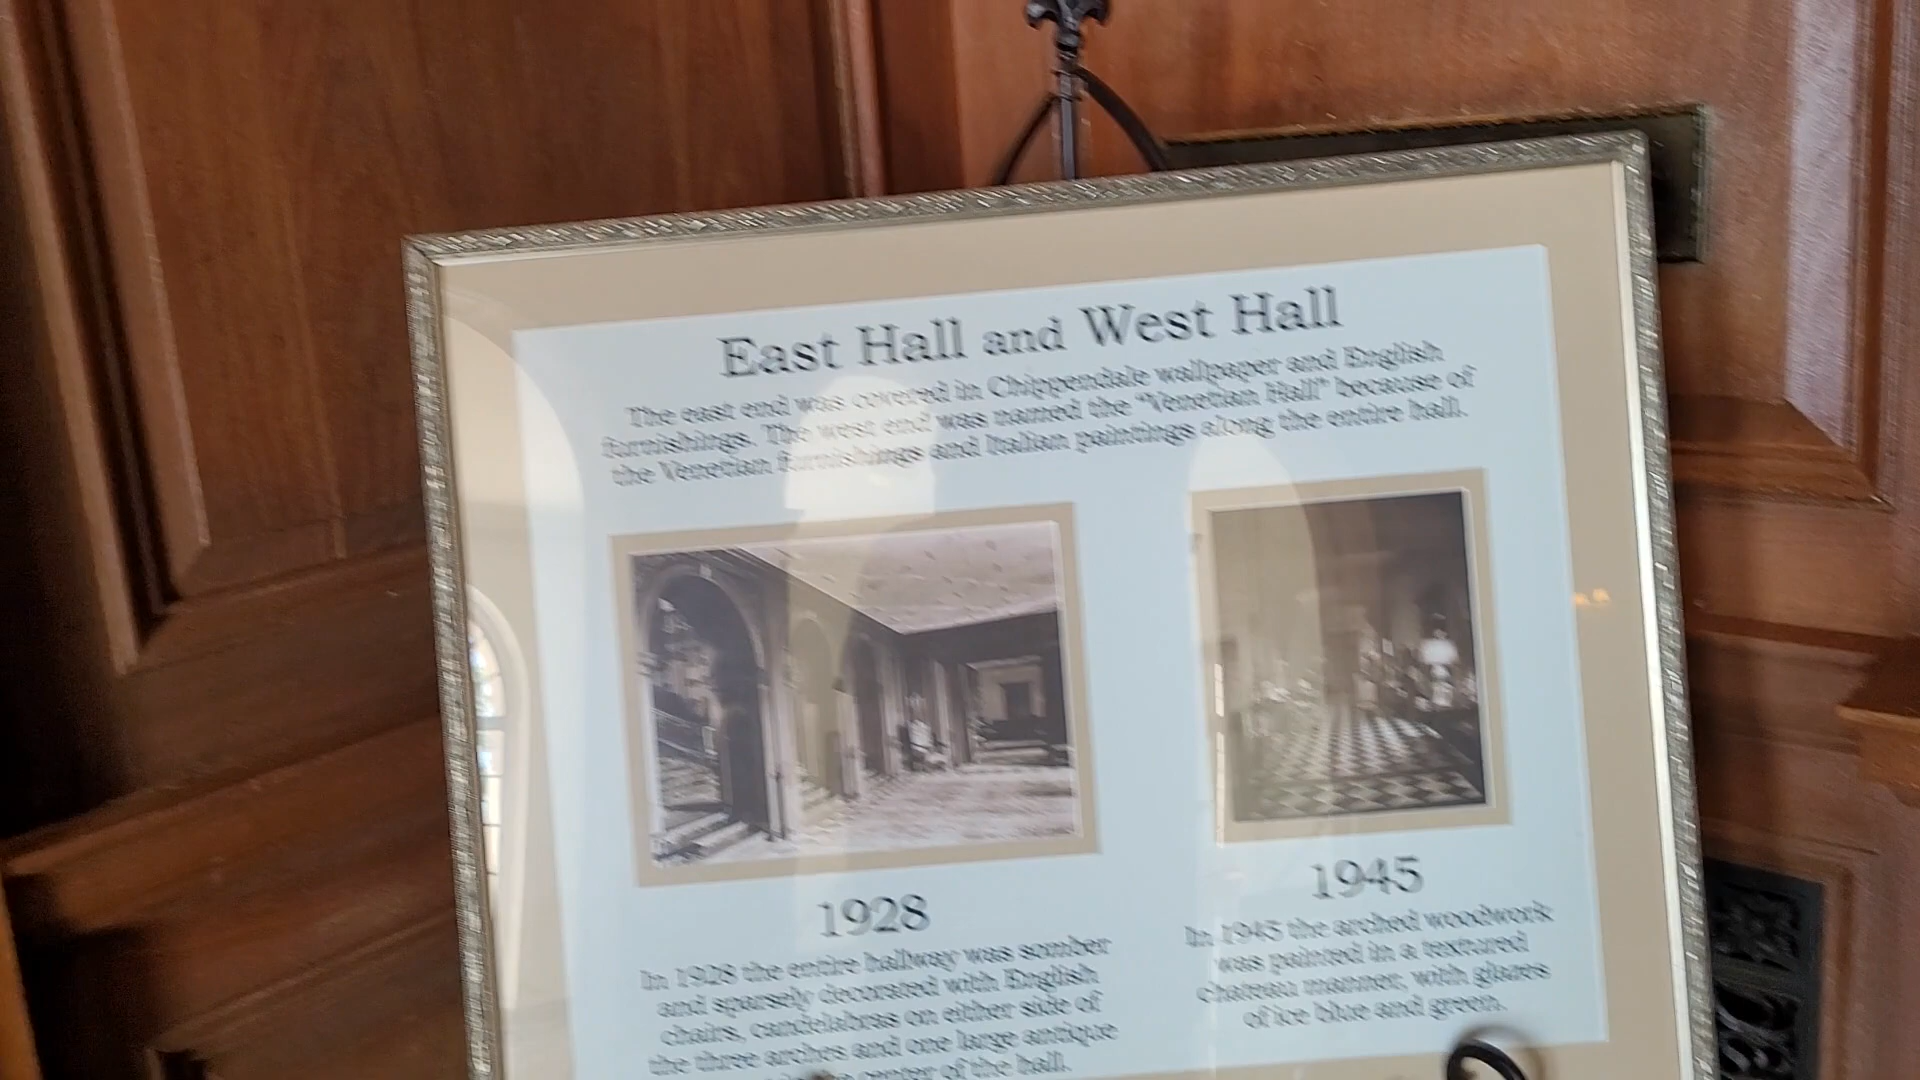 East Hall and West Hall
The east end was covered in Chippendale wallpaper and English
furnishings. The west end was named the "Venetian Hall" because of
the Venetian furnishings and Italian paintings along the entire hall.
1928
In 1928 the entire hallway was somber
and sparsely decorated with English
chairs, candelabras on either side of
the three arches and one large antique
center of the hall.
1945
In 1945 the arched woodwork
was painted in a textured
chateau manner, with glazes
of ice blue and green.